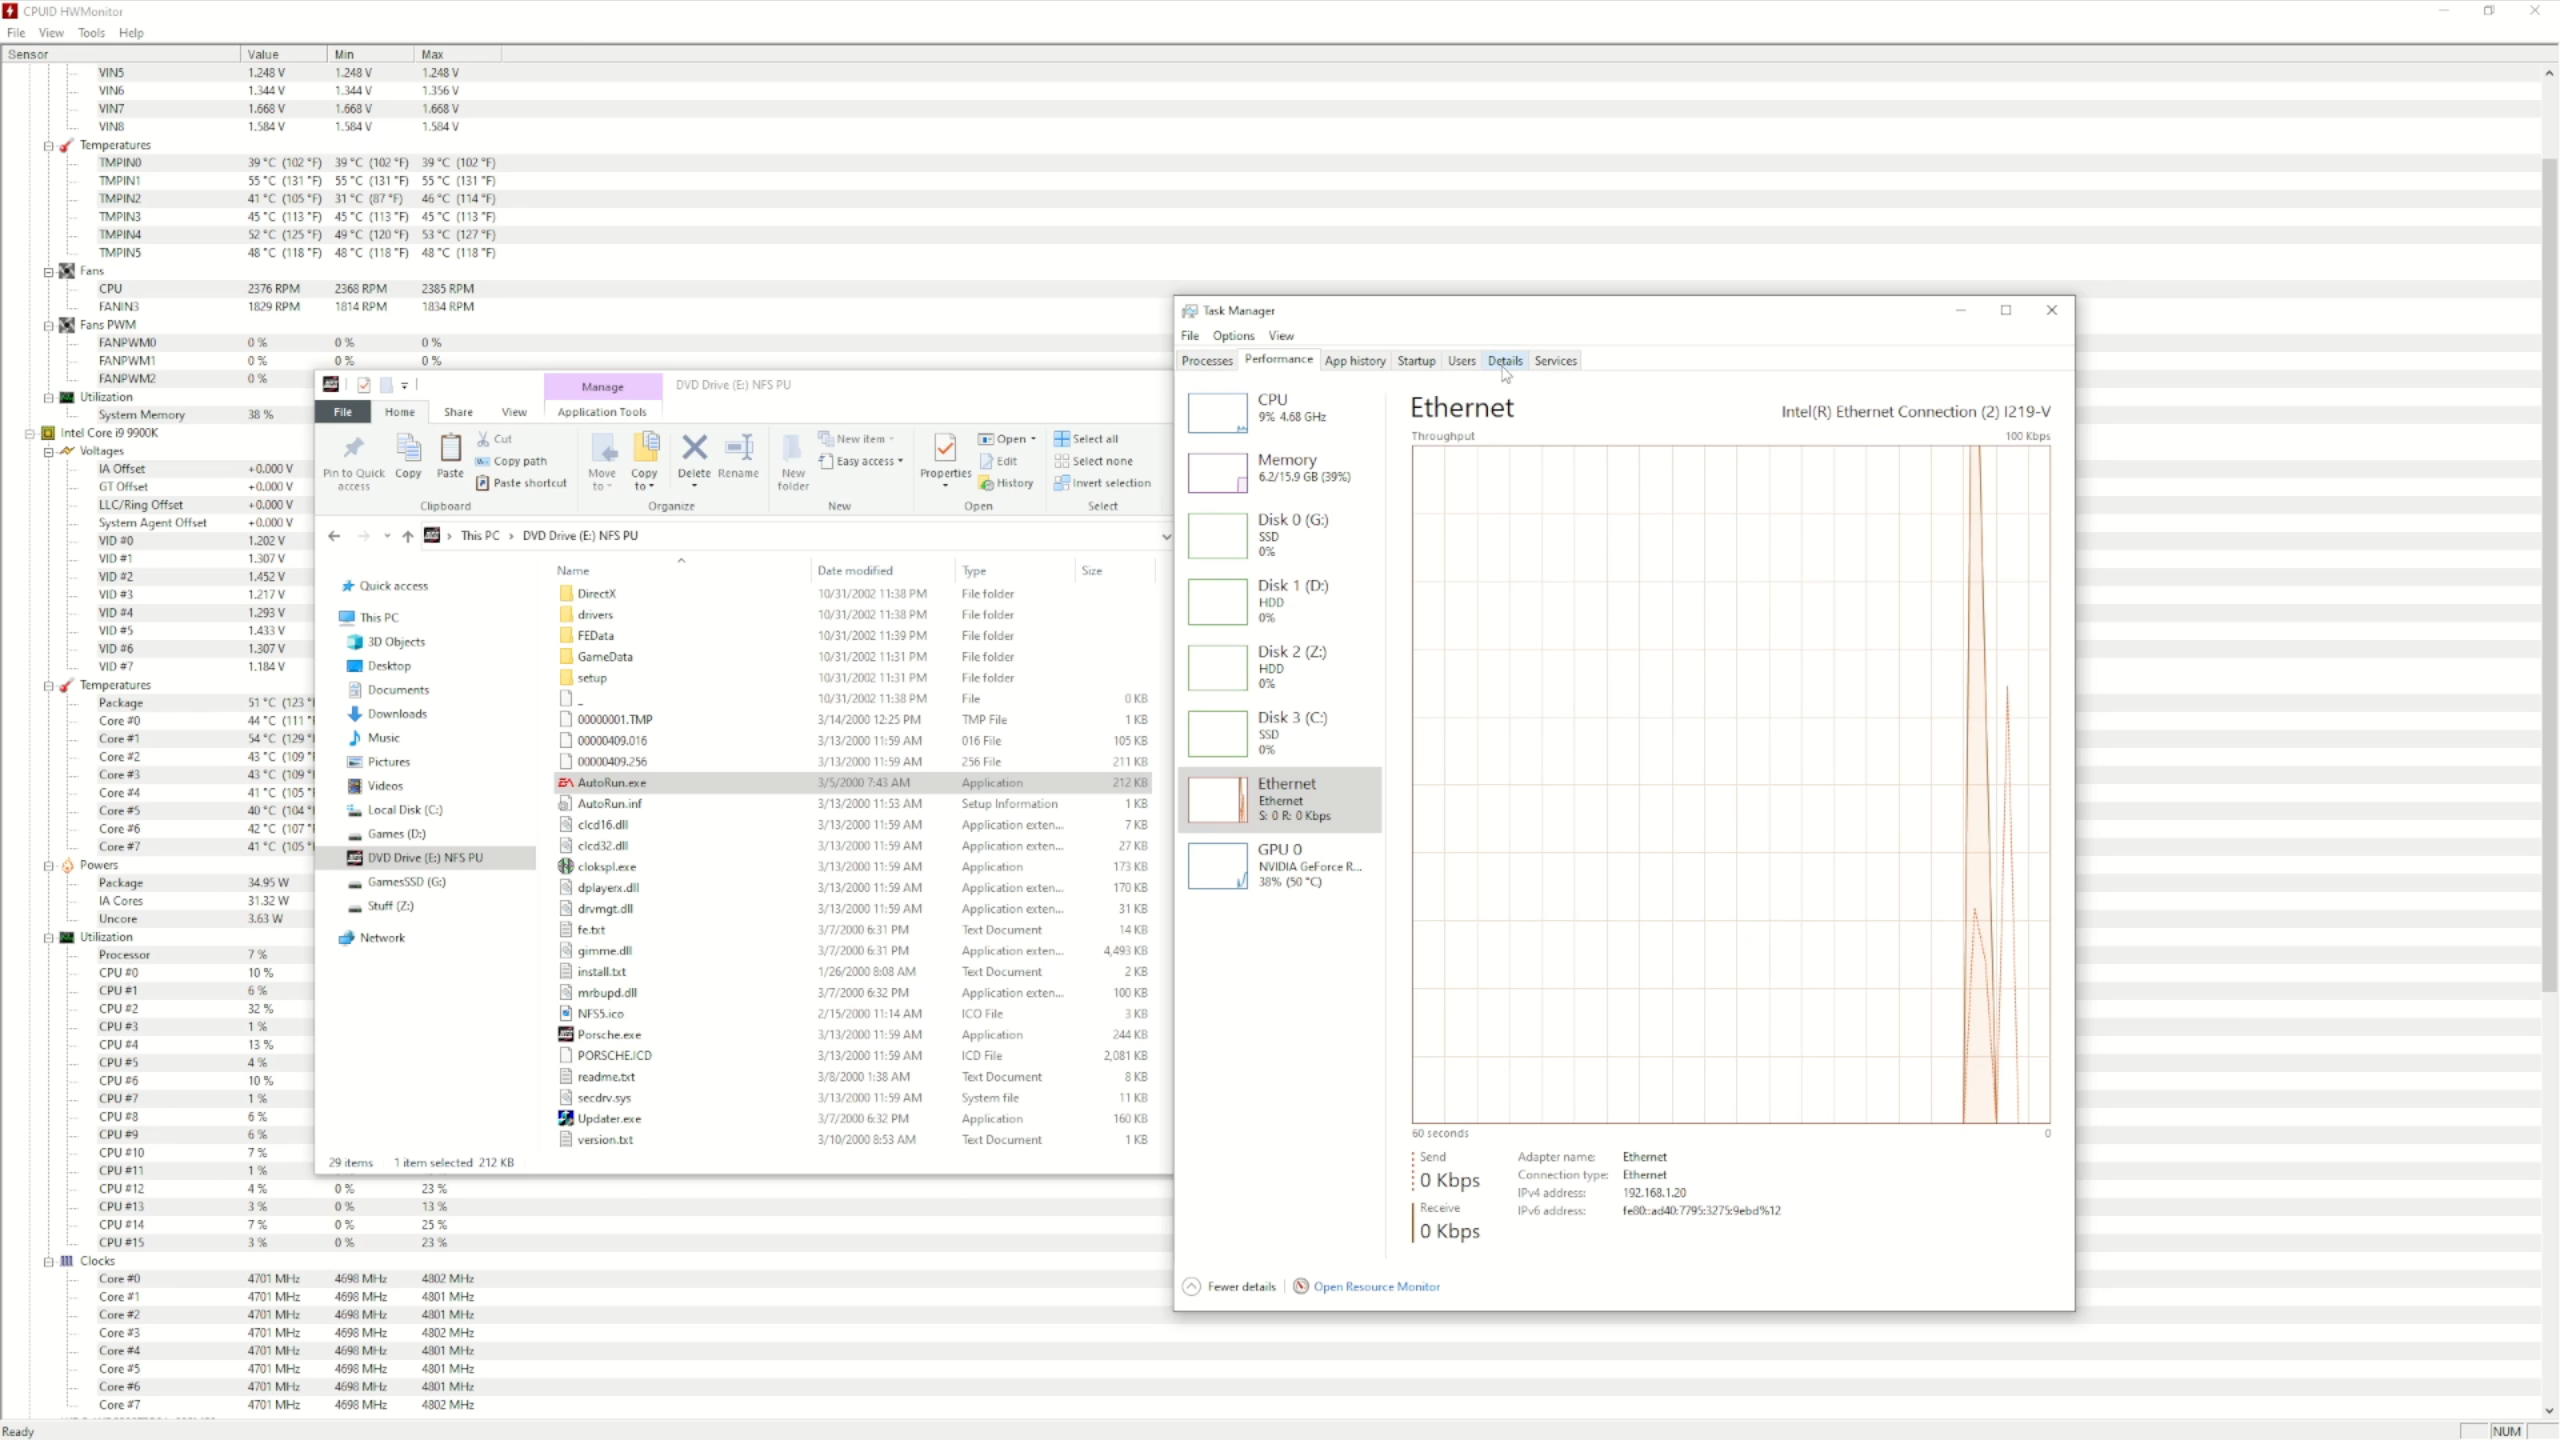 CPUID HWMonitor
File View Tools Help
Sensor Value Min Max
VIN5 1.248 V 1.248 V 1.248 V
VIN6 1.344 V 1.344 V 1.356 V
VIN7 1.668 V 1.668 V 1.668 V
VIN8 1.584 V 1.584 V 1.584 V
Temperatures
TMPIN0 39 °C (102 °F) 39 °C (102 °F) 39 °C (102 °F)
TMPIN1 55 °C (131 °F) 55 °C (131 °F) 55 °C (131 °F)
TMPIN2 41 °C (105 °F) 31 °C (87 °F) 46 °C (114 °F)
TMPIN3 45 °C (113 °F) 45 °C (113 °F) 45 °C (113 °F)
TMPIN4 52 °C (125 °F) 49 °C (120 °F) 53 °C (127 °F)
TMPIN5 48 °C (118 °F) 48 °C (118 °F) 48 °C (118 °F)
Fans
CPU 2376 RPM 2368 RPM 2385 RPM
FANIN3 1829 RPM 1814 RPM 1834 RPM
Fans PWM
FANPWM0 0 % 0 % 0 %
FANPWM1 0 % 0 % 0 %
FANPWM2 0 %
Utilization
System Memory 38 %
Intel Core i9 9900K
Voltages
IA Offset +0.000 V
GT Offset +0.000 V
LLC/Ring Offset +0.000 V
System Agent Offset +0.000 V
VID #0 1.202 V
VID #1 1.307 V
VID #2 1.452 V
VID #3 1.217 V
VID #4 1.293 V
VID #5 1.433 V
VID #6 1.307 V
VID #7 1.184 V
Temperatures
Package 51 °C (123 °
Core #0 44 °C (111 °
Core #1 54 °C (129 °
Core #2 43 °C (109 °
Core #3 43 °C (109 °
Core #4 41 °C (105 °
Core #5 40 °C (104 °
Core #6 42 °C (107 °
Core #7 41 °C (105 °
Powers
Package 34.95 W
IA Cores 31.32 W
Uncore 3.63 W
Utilization
Processor 7 %
CPU #0 10 %
CPU #1 6 %
CPU #2 32 %
CPU #3 1 %
CPU #4 13 %
CPU #5 4 %
CPU #6 10 %
CPU #7 1 %
CPU #8 6 %
CPU #9 6 %
CPU #10 7 %
CPU #11 1 %
CPU #12 4 % 0 % 23 %
CPU #13 3 % 0 % 13 %
CPU #14 7 % 0 % 25 %
CPU #15 3 % 0 % 23 %
Clocks
Core #0 4701 MHz 4698 MHz 4802 MHz
Core #1 4701 MHz 4698 MHz 4801 MHz
Core #2 4701 MHz 4698 MHz 4801 MHz
Core #3 4701 MHz 4698 MHz 4802 MHz
Core #4 4701 MHz 4698 MHz 4801 MHz
Core #5 4701 MHz 4698 MHz 4801 MHz
Core #6 4701 MHz 4698 MHz 4801 MHz
Core #7 4701 MHz 4698 MHz 4802 MHz
Ready
NUM
Manage DVD Drive (E:) NFS PU
File Home Share View Application Tools
Pin to Quick access
Copy
Paste
Cut
Copy path
Paste shortcut
Clipboard
Move to
Copy to
Delete
Rename
Organize
New folder
New item
Easy access
New
Properties
Open
Edit
History
Open
Select all
Select none
Invert selection
Select
This PC > DVD Drive (E:) NFS PU
Quick access
This PC
3D Objects
Desktop
Documents
Downloads
Music
Pictures
Videos
Local Disk (C:)
Games (D:)
DVD Drive (E:) NFS PU
GamesSSD (G:)
Stuff (Z:)
Network
Name Date modified Type Size
DirectX 10/31/2002 11:38 PM File folder
drivers 10/31/2002 11:38 PM File folder
FEData 10/31/2002 11:39 PM File folder
GameData 10/31/2002 11:31 PM File folder
setup 10/31/2002 11:31 PM File folder
_ 10/31/2002 11:38 PM File 0 KB
00000001.TMP 3/14/2000 12:25 PM TMP File 1 KB
00000409.016 3/13/2000 11:59 AM 016 File 105 KB
00000409.256 3/13/2000 11:59 AM 256 File 211 KB
AutoRun.exe 3/5/2000 7:43 AM Application 212 KB
AutoRun.inf 3/13/2000 11:53 AM Setup Information 1 KB
clcd16.dll 3/13/2000 11:59 AM Application exten... 7 KB
clcd32.dll 3/13/2000 11:59 AM Application exten... 27 KB
clokspl.exe 3/13/2000 11:59 AM Application 173 KB
dplayerx.dll 3/13/2000 11:59 AM Application exten... 170 KB
drvmgt.dll 3/13/2000 11:59 AM Application exten... 31 KB
fe.txt 3/7/2000 6:31 PM Text Document 14 KB
gimme.dll 3/7/2000 6:31 PM Application exten... 4,493 KB
install.txt 1/26/2000 8:08 AM Text Document 2 KB
mrbupd.dll 3/7/2000 6:32 PM Application exten... 100 KB
NFS5.ico 2/15/2000 11:14 AM ICO File 3 KB
Porsche.exe 3/13/2000 11:59 AM Application 244 KB
PORSCHE.ICD 3/13/2000 11:59 AM ICD File 2,081 KB
readme.txt 3/8/2000 1:38 AM Text Document 8 KB
secdrv.sys 3/13/2000 11:59 AM System file 11 KB
Updater.exe 3/7/2000 6:32 PM Application 160 KB
version.txt 3/10/2000 8:53 AM Text Document 1 KB
29 items 1 item selected 212 KB
Task Manager
File Options View
Processes Performance App history Startup Users Details Services
CPU
9% 4.68 GHz
Memory
6.2/15.9 GB (39%)
Disk 0 (G:)
SSD
0%
Disk 1 (D:)
HDD
0%
Disk 2 (Z:)
HDD
0%
Disk 3 (C:)
SSD
0%
Ethernet
Ethernet
S: 0 R: 0 Kbps
GPU 0
NVIDIA GeForce R...
38% (50 °C)
Ethernet Intel(R) Ethernet Connection (2) I219-V
Throughput 100 Kbps
60 seconds 0
Send
0 Kbps
Receive
0 Kbps
Adapter name: Ethernet
Connection type: Ethernet
IPv4 address: 192.168.1.20
IPv6 address: fe80::ad40:7795:3275:9ebd%12
Fewer details Open Resource Monitor